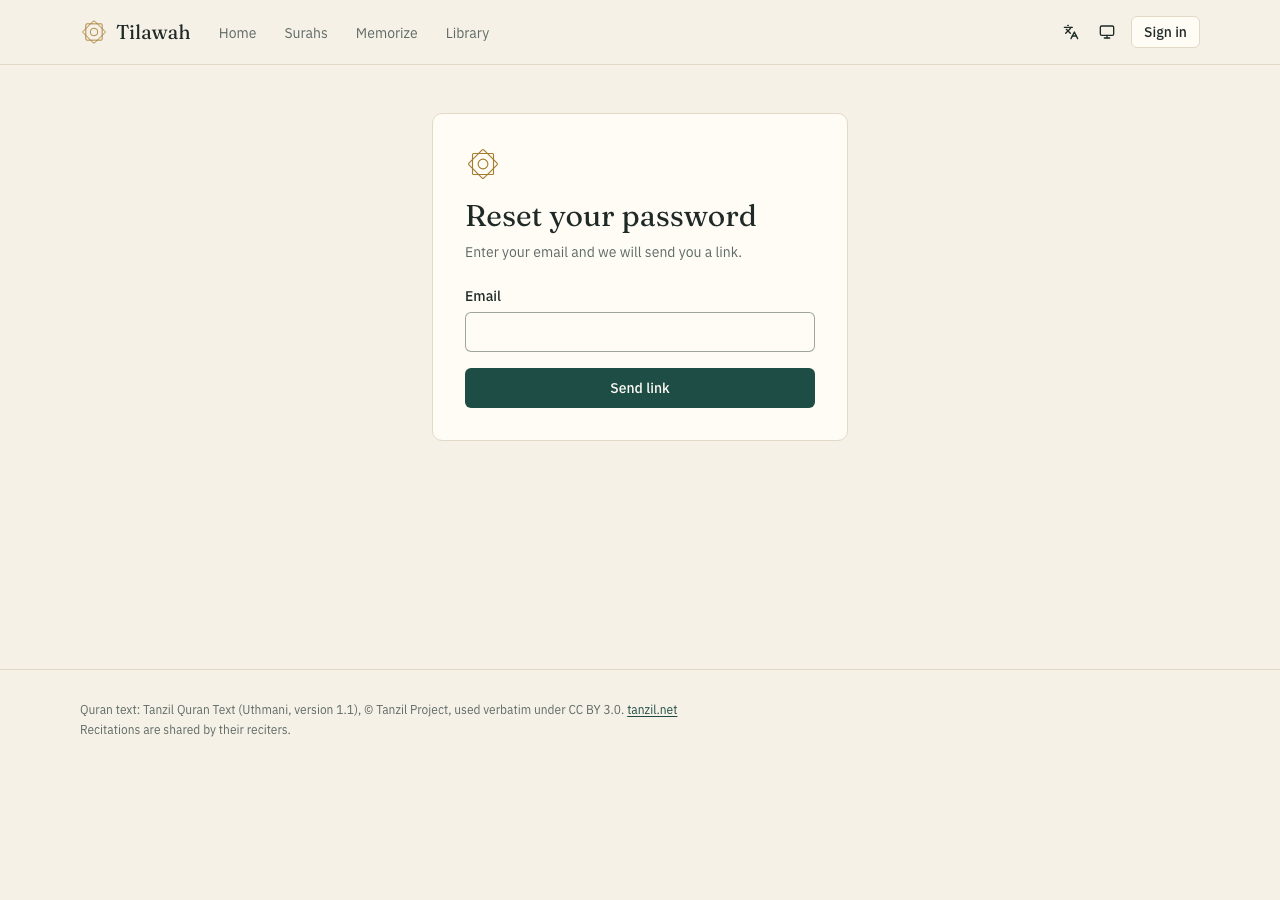 Tilawah
Home
Surahs
Memorize
Library
Sign in
Reset your password
Enter your email and we will send you a link.
Email
Send link
Quran text: Tanzil Quran Text (Uthmani, version 1.1), © Tanzil Project, used verbatim under CC BY 3.0. tanzil.net
Recitations are shared by their reciters.